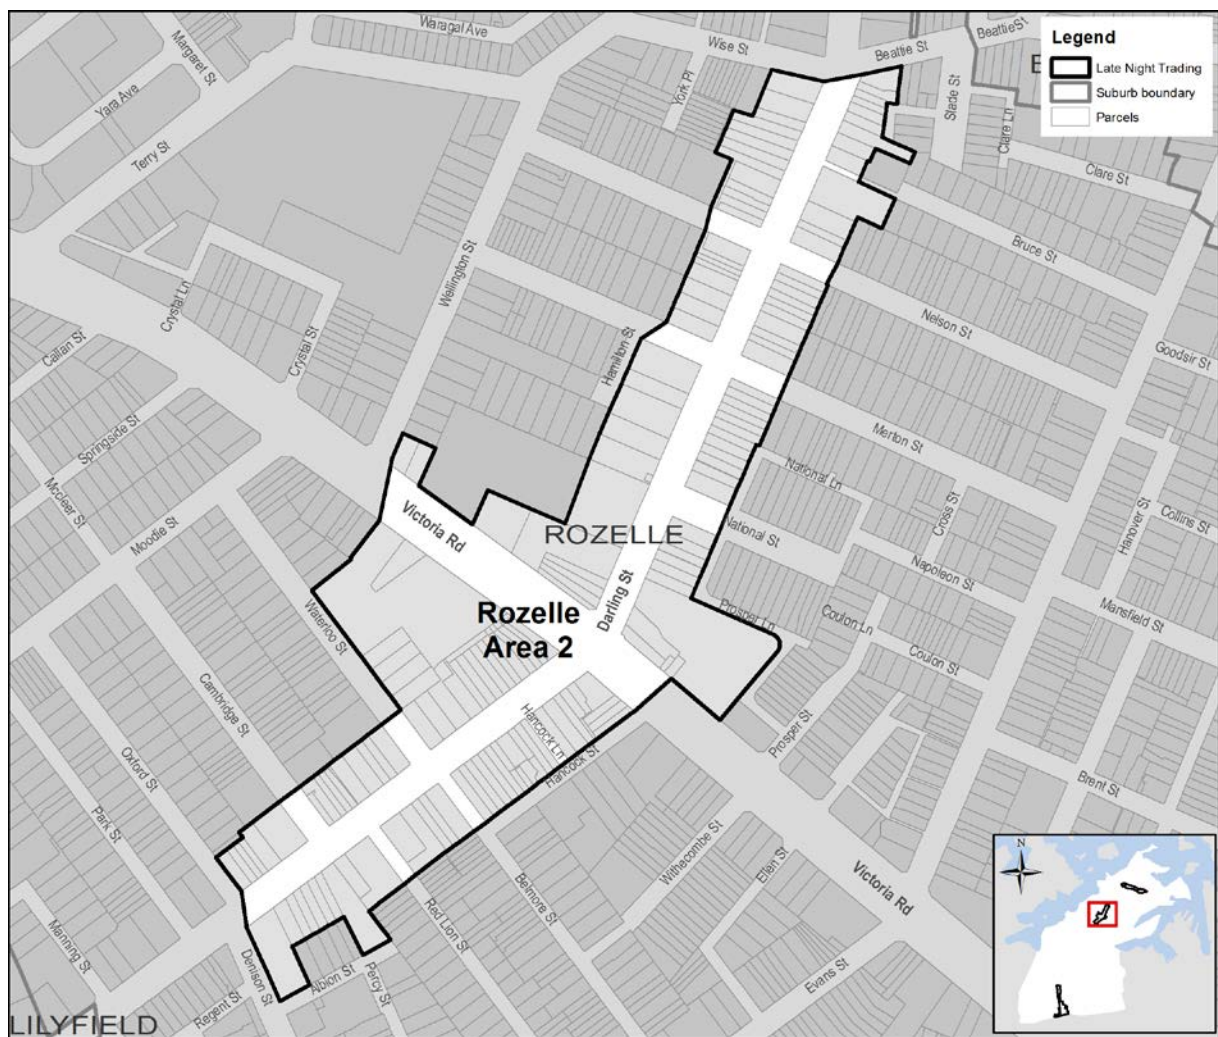 Waragal Ave
Margaret St
Yara Ave
Terry St
Wise St
York Pl
Beattie St
BeattieSt
Slade St
Clare Ln
Clare St
Legend
Late Night Trading
Suburb boundary
Parcels
Bruce St
Nelson St
Goodsir St
Merton St
Wellington St
Hamilton St
Crystal Ln
Crystal St
Callan St
Springside St
Mccleer St
Moodie St
National Ln
National St
Cross St
Hanover St
Collins St
Napoleon St
Mansfield St
Victoria Rd
ROZELLE
Darling St
Rozelle
Area 2
Prosper Ln
Coulon Ln
Coulon St
Prosper St
Brent St
Waterloo St
Cambridge St
Oxford St
Park St
Manning St
Hancock Ln
Hancock St
Withecombe St
Ellen St
Victoria Rd
Evans St
Belmore St
Red Lion St
Percy St
Albion St
Denison St
Regent St
LILYFIELD
N